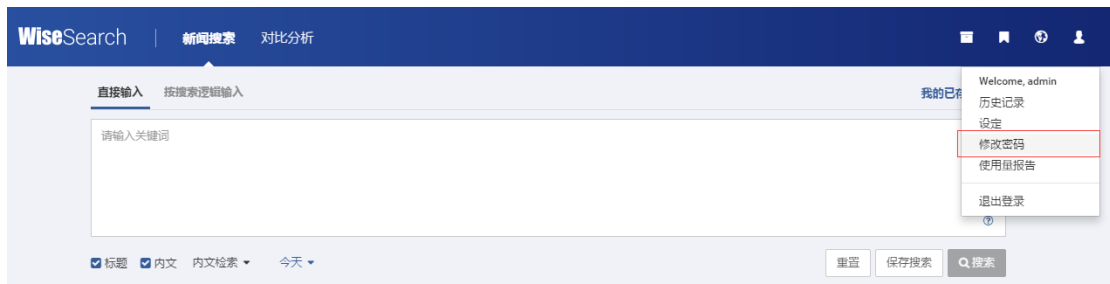 WiseSearch | 新闻搜索 对比分析
直接输入 按搜索逻辑输入 我的已存
Welcome, admin
历史记录
设定
修改密码
使用量报告
退出登录
请输入关键词
标题 内文 内文检索 今天 重置 保存搜索 搜索